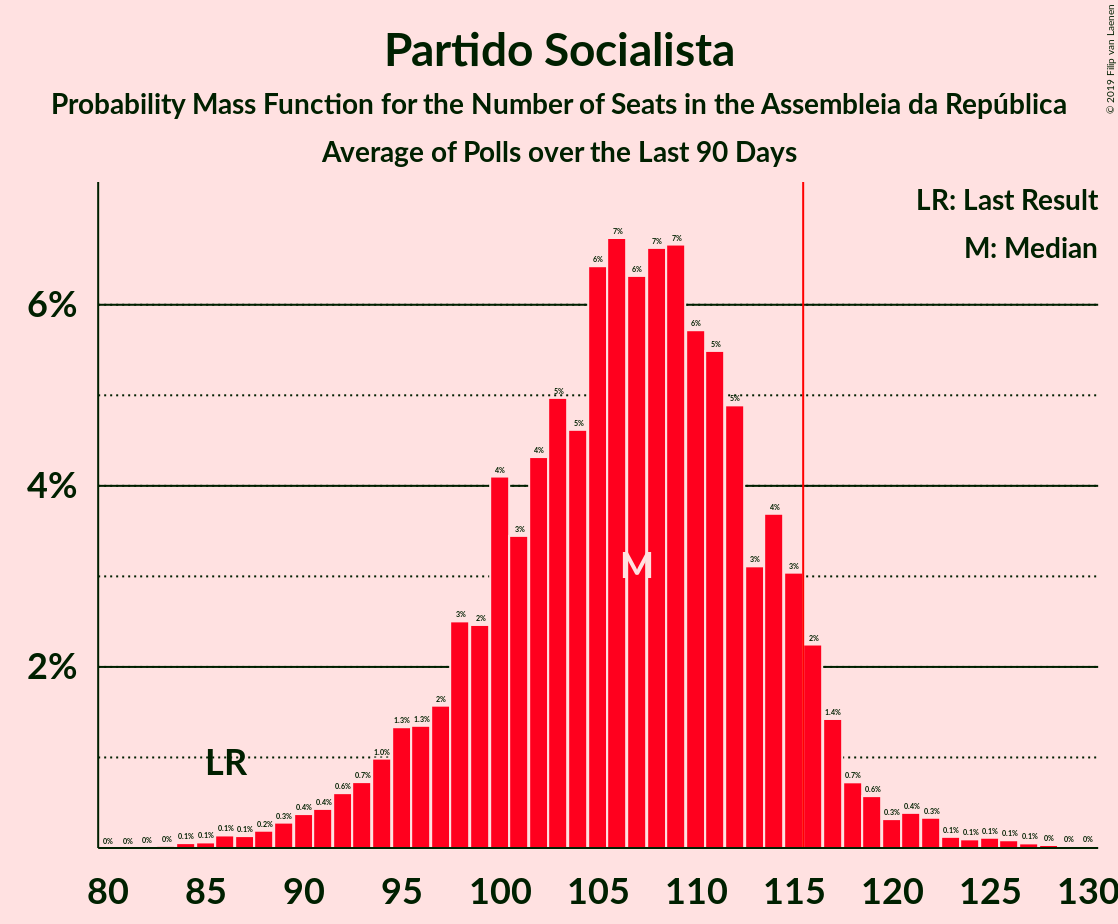 Partido Socialista
Probability Mass Function for the Number of Seats in the Assembleia da República
Average of Polls over the Last 90 Days
© 2019 Filip van Laenen
LR: Last Result
M: Median
6%
4%
2%
0% 0% 0% 0% 0.1% 0.1% 0.1% 0.1% 0.2% 0.3% 0.4% 0.4% 0.6% 0.7% 1.0% 1.3% 1.3% 2% 3% 2% 4% 3% 4% 5% 5% 6% 7% 6% 7% 7% 6% 5% 5% 3% 4% 3% 2% 1.4% 0.7% 0.6% 0.3% 0.4% 0.3% 0.1% 0.1% 0.1% 0.1% 0.1% 0% 0% 0%
M
LR
80 85 90 95 100 105 110 115 120 125 130